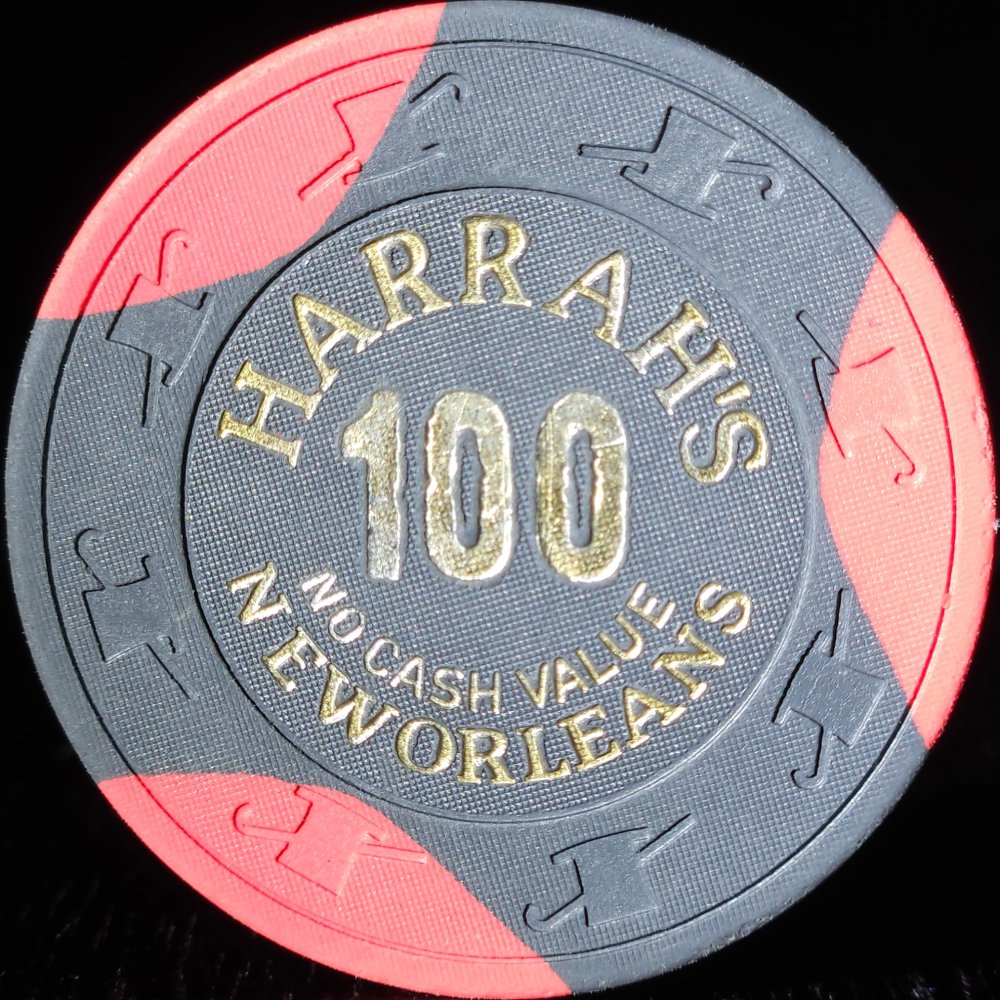 HARRAH'S
100
NO CASH VALUE
NEW ORLEANS